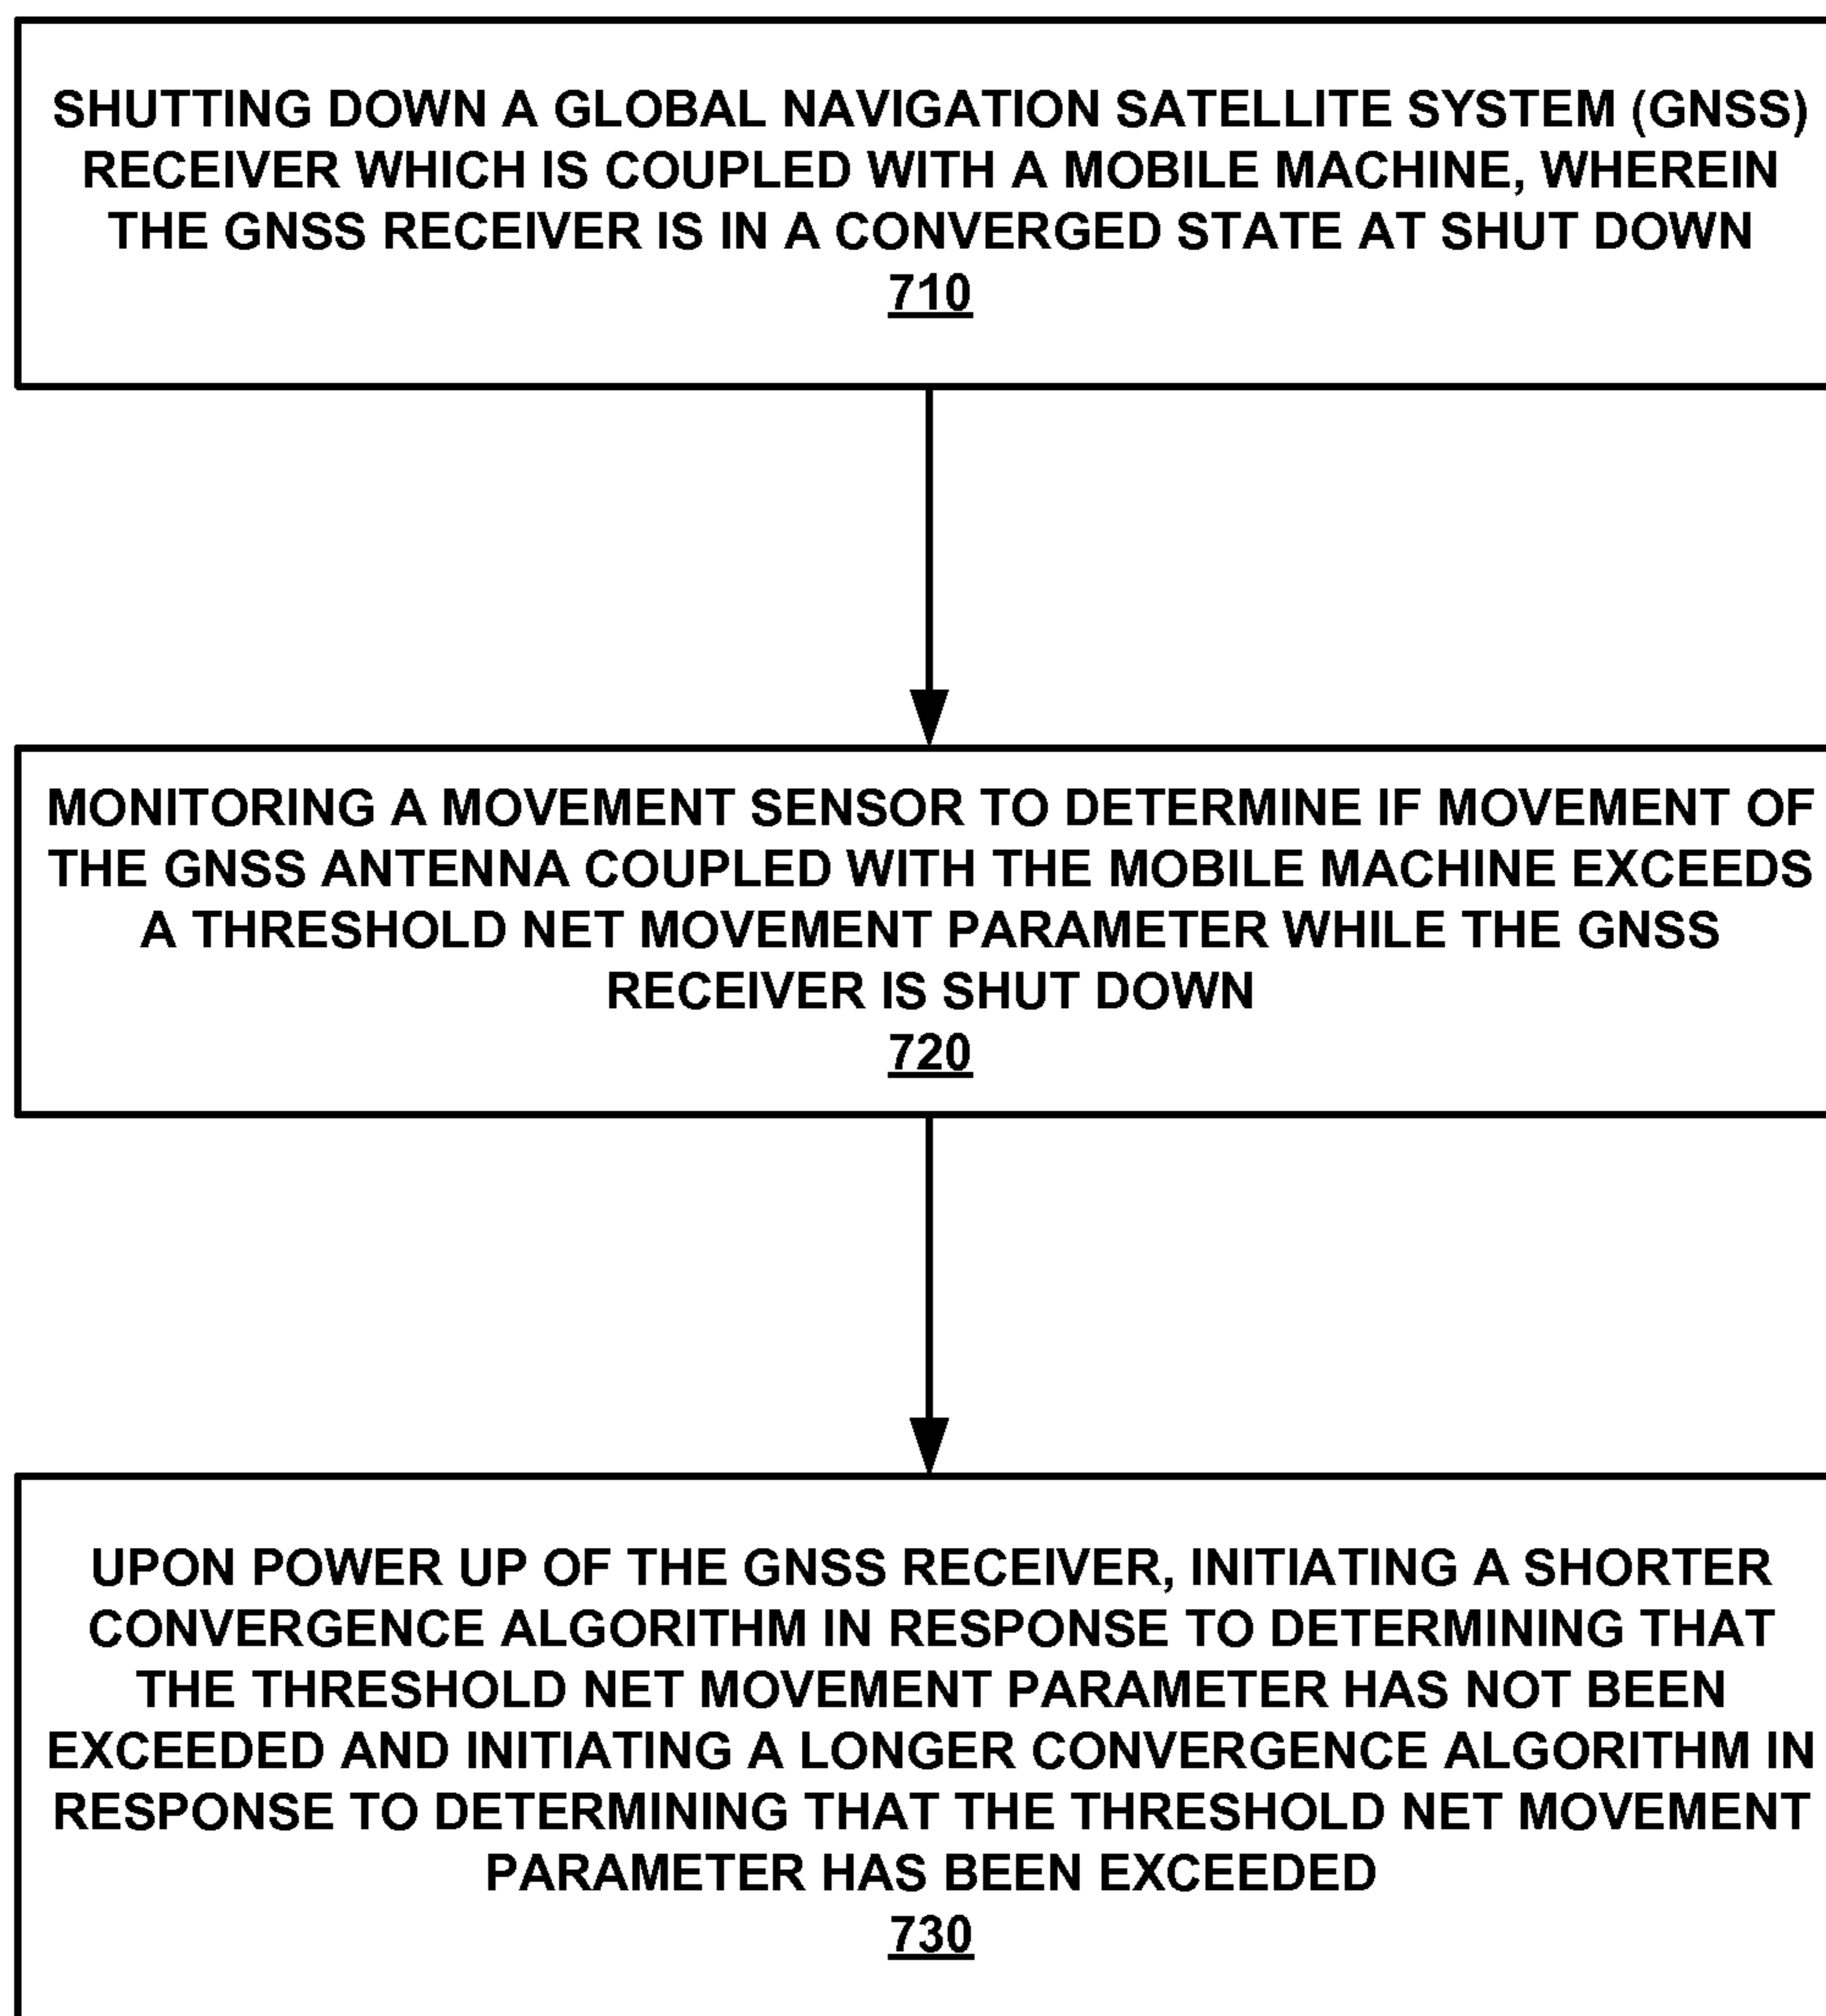 SHUTTING DOWN A GLOBAL NAVIGATION SATELLITE SYSTEM (GNSS)
RECEIVER WHICH IS COUPLED WITH A MOBILE MACHINE, WHEREIN
THE GNSS RECEIVER IS IN A CONVERGED STATE AT SHUT DOWN
710
MONITORING A MOVEMENT SENSOR TO DETERMINE IF MOVEMENT OF
THE GNSS ANTENNA COUPLED WITH THE MOBILE MACHINE EXCEEDS
A THRESHOLD NET MOVEMENT PARAMETER WHILE THE GNSS
RECEIVER IS SHUT DOWN
720
UPON POWER UP OF THE GNSS RECEIVER, INITIATING A SHORTER
CONVERGENCE ALGORITHM IN RESPONSE TO DETERMINING THAT
THE THRESHOLD NET MOVEMENT PARAMETER HAS NOT BEEN
EXCEEDED AND INITIATING A LONGER CONVERGENCE ALGORITHM IN
RESPONSE TO DETERMINING THAT THE THRESHOLD NET MOVEMENT
PARAMETER HAS BEEN EXCEEDED
730